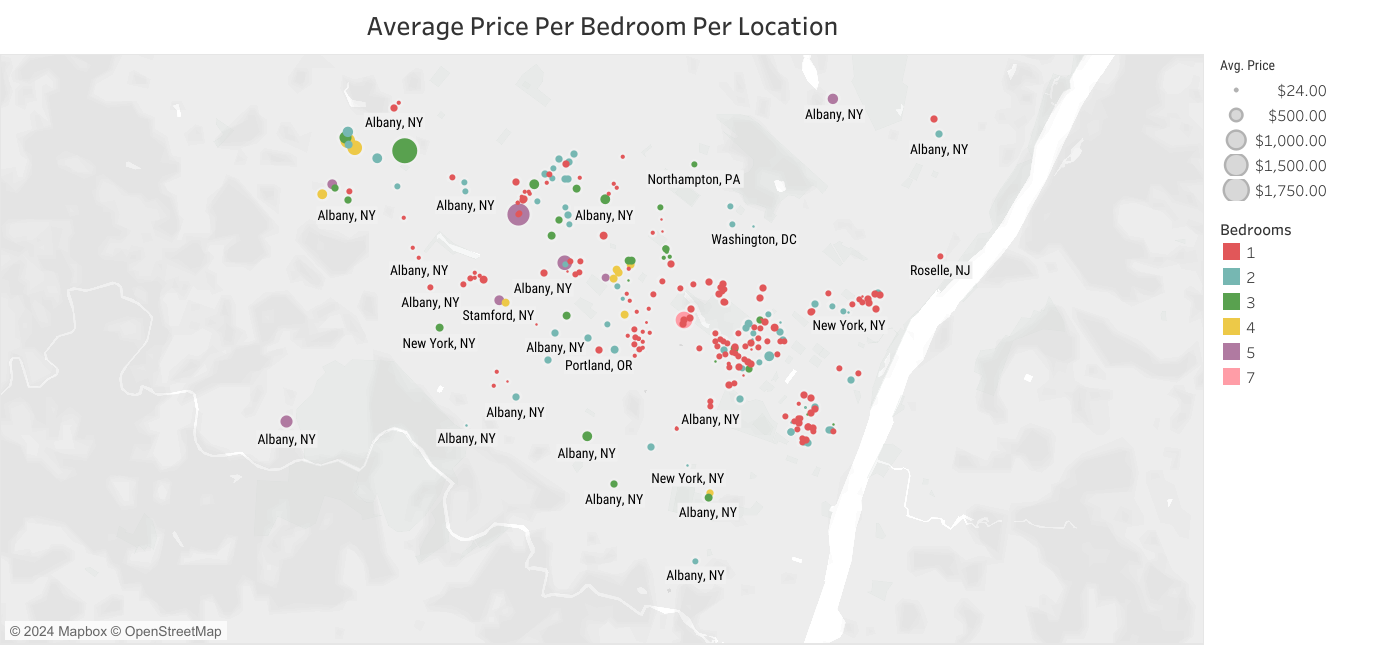 Average Price Per Bedroom Per Location
Avg. Price
$24.00
$500.00
$1,000.00
$1,500.00
$1,750.00
Bedrooms
1
2
3
4
5
7
Albany, NY
Albany, NY
Albany, NY
Northampton, PA
Albany, NY
Albany, NY
Albany, NY
Washington, DC
Albany, NY
Roselle, NJ
Albany, NY
Albany, NY
Stamford, NY
New York, NY
New York, NY
Albany, NY
Portland, OR
Albany, NY
Albany, NY
Albany, NY
Albany, NY
Albany, NY
New York, NY
Albany, NY
Albany, NY
Albany, NY
© 2024 Mapbox © OpenStreetMap